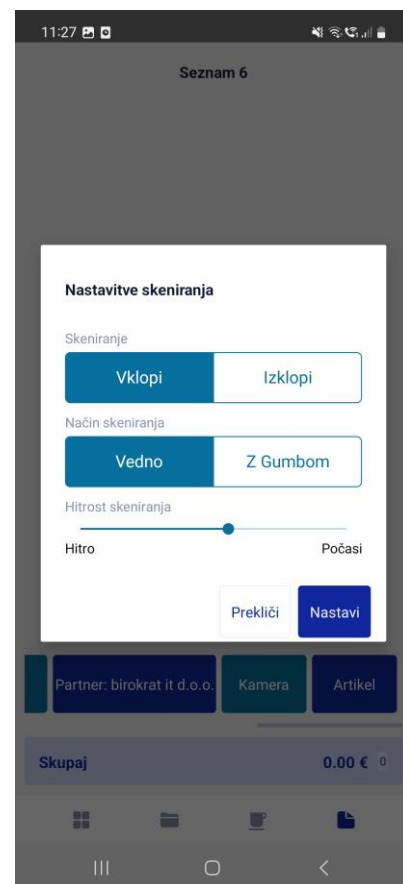 11:27
Seznam 6
Nastavitve skeniranja
Skeniranje
Vklopi Izklopi
Način skeniranja
Vedno Z Gumbom
Hitrost skeniranja
Hitro Počasi
Prekliči Nastavi
Partner: birokrat it d.o.o. Kamera Artikel
Skupaj 0.00 € 0